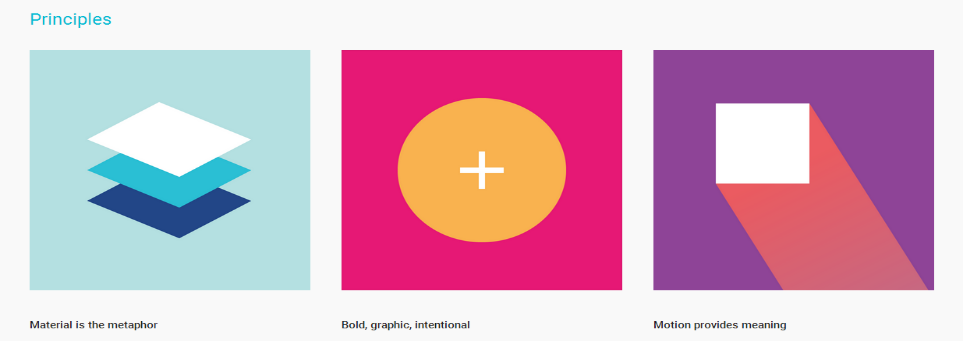 Principles
Material is the metaphor
Bold, graphic, intentional
Motion provides meaning